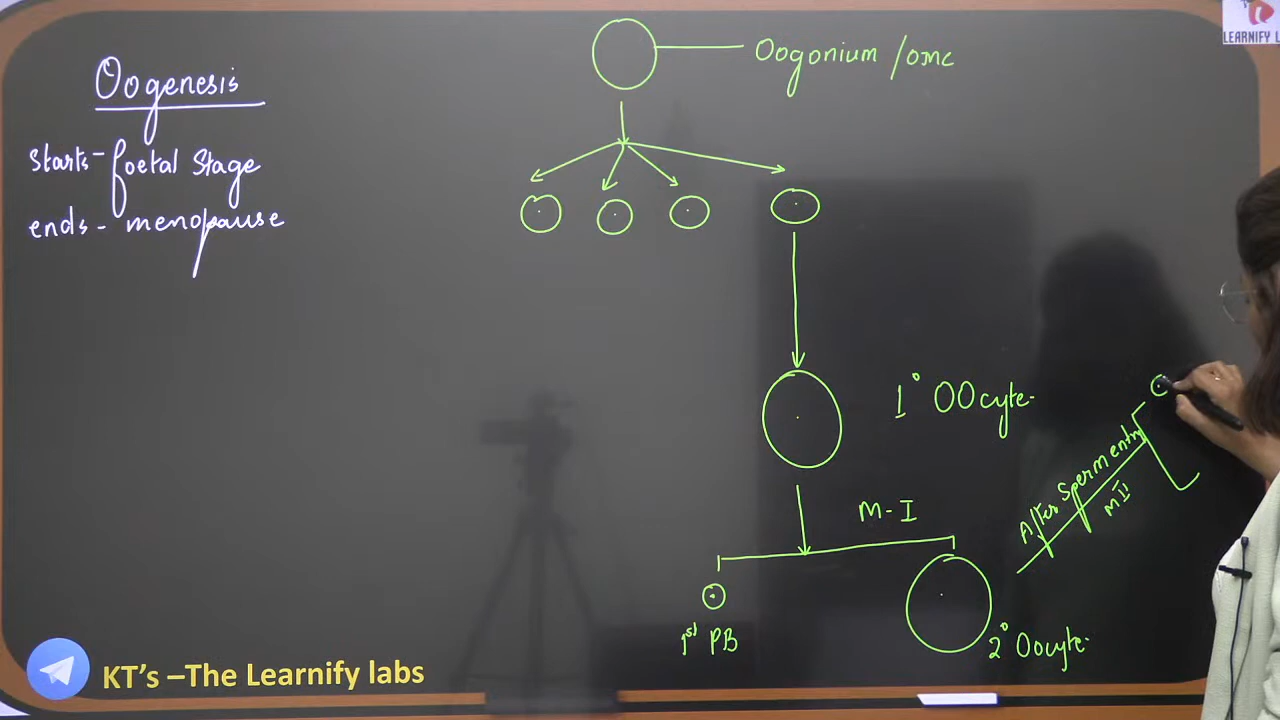 Oogenesis
starts- foetal Stage
ends- menopause
Oogonium /OMC
1° OOcyte.
M-I
1st PB
2° Oocyte.
After Sperm entry
M II
LEARNIFY L
KT's –The Learnify labs